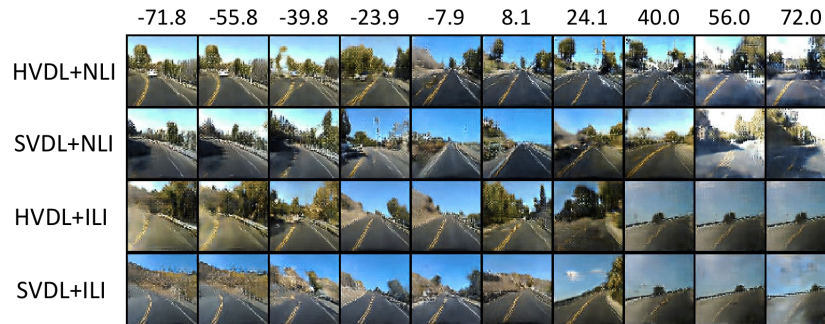 -71.8 -55.8 -39.8 -23.9 -7.9 8.1 24.1 40.0 56.0 72.0
HVDL+NLI
SVDL+NLI
HVDL+ILI
SVDL+ILI